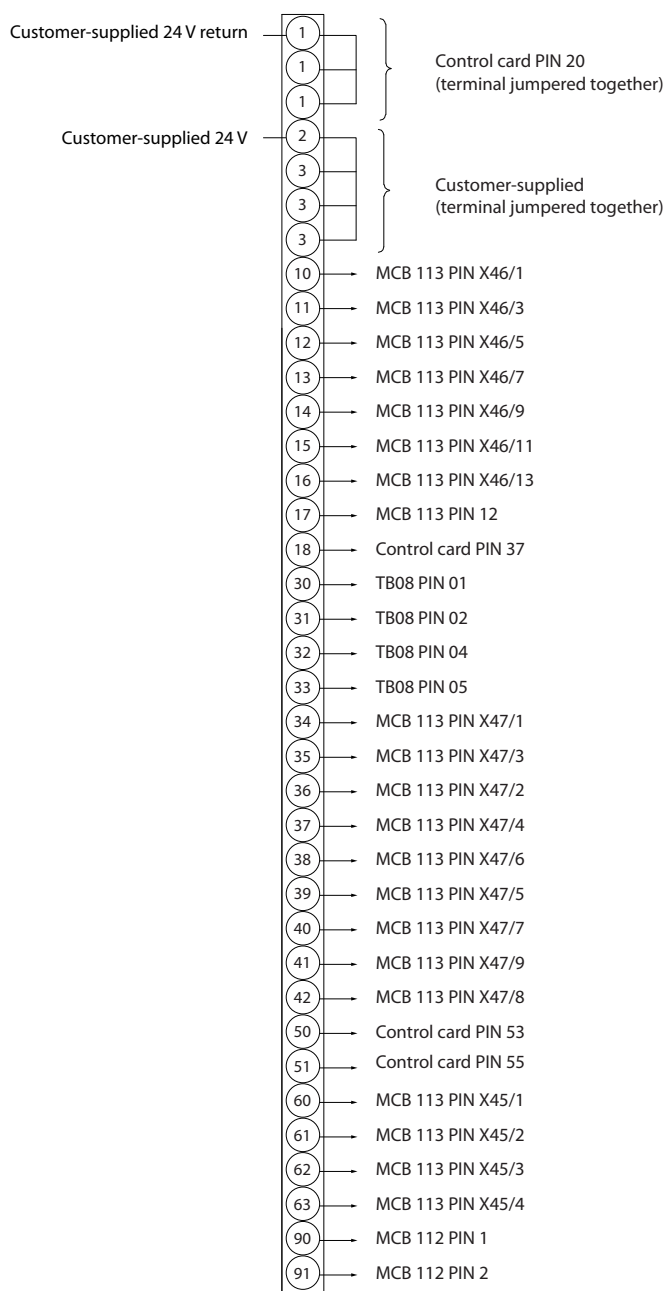 Customer-supplied 24 V return
1
1
1
Control card PIN 20
(terminal jumpered together)
Customer-supplied 24 V
2
3
3
3
Customer-supplied
(terminal jumpered together)
10 MCB 113 PIN X46/1
11 MCB 113 PIN X46/3
12 MCB 113 PIN X46/5
13 MCB 113 PIN X46/7
14 MCB 113 PIN X46/9
15 MCB 113 PIN X46/11
16 MCB 113 PIN X46/13
17 MCB 113 PIN 12
18 Control card PIN 37
30 TB08 PIN 01
31 TB08 PIN 02
32 TB08 PIN 04
33 TB08 PIN 05
34 MCB 113 PIN X47/1
35 MCB 113 PIN X47/3
36 MCB 113 PIN X47/2
37 MCB 113 PIN X47/4
38 MCB 113 PIN X47/6
39 MCB 113 PIN X47/5
40 MCB 113 PIN X47/7
41 MCB 113 PIN X47/9
42 MCB 113 PIN X47/8
50 Control card PIN 53
51 Control card PIN 55
60 MCB 113 PIN X45/1
61 MCB 113 PIN X45/2
62 MCB 113 PIN X45/3
63 MCB 113 PIN X45/4
90 MCB 112 PIN 1
91 MCB 112 PIN 2